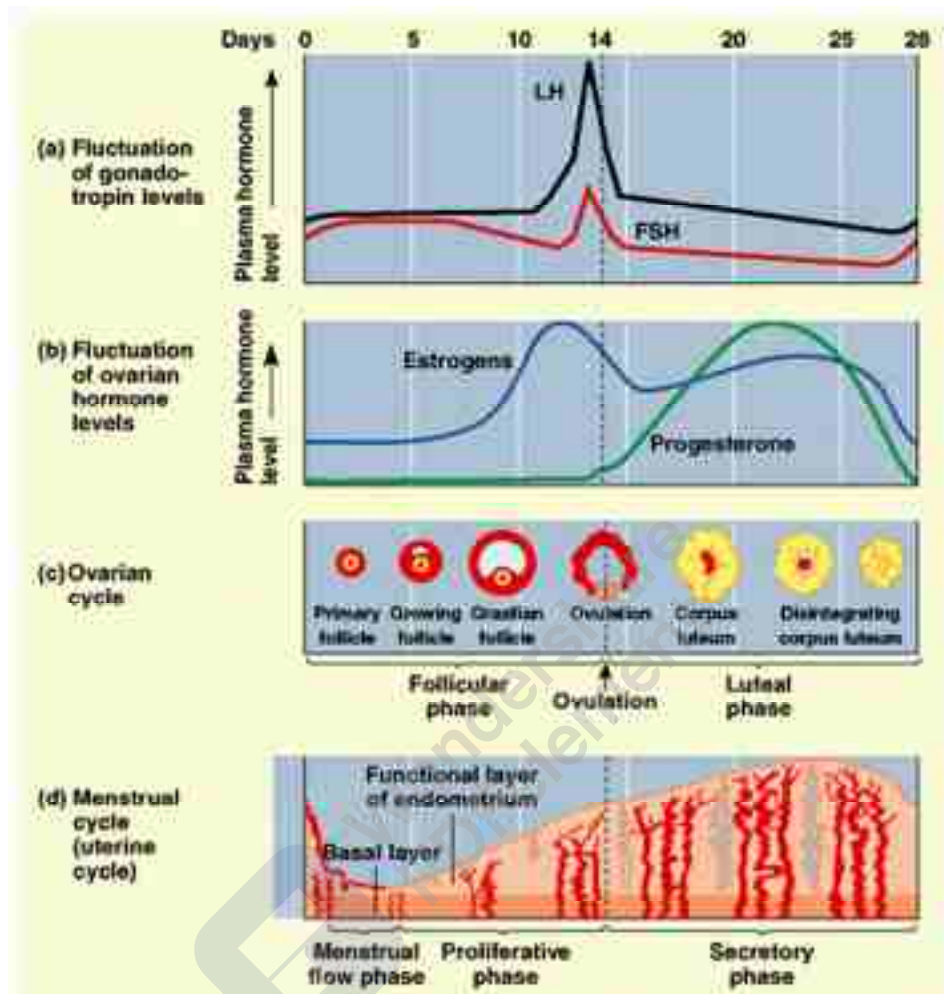 Days 0 5 10 14 20 25 28
LH
(a) Fluctuation
of gonado-
tropin levels
Plasma hormone
level
FSH
(b) Fluctuation
of ovarian
hormone
levels
Plasma hormone
level
Estrogens
Progesterone
(c) Ovarian
cycle
Primary
follicle
Growing
follicle
Graafian
follicle
Ovulation
Corpus
luteum
Disintegrating
corpus luteum
Follicular
phase
Ovulation
Luteal
phase
(d) Menstrual
cycle
(uterine
cycle)
Functional layer
of endometrium
Basal layer
Menstrual
flow phase
Proliferative
phase
Secretory
phase